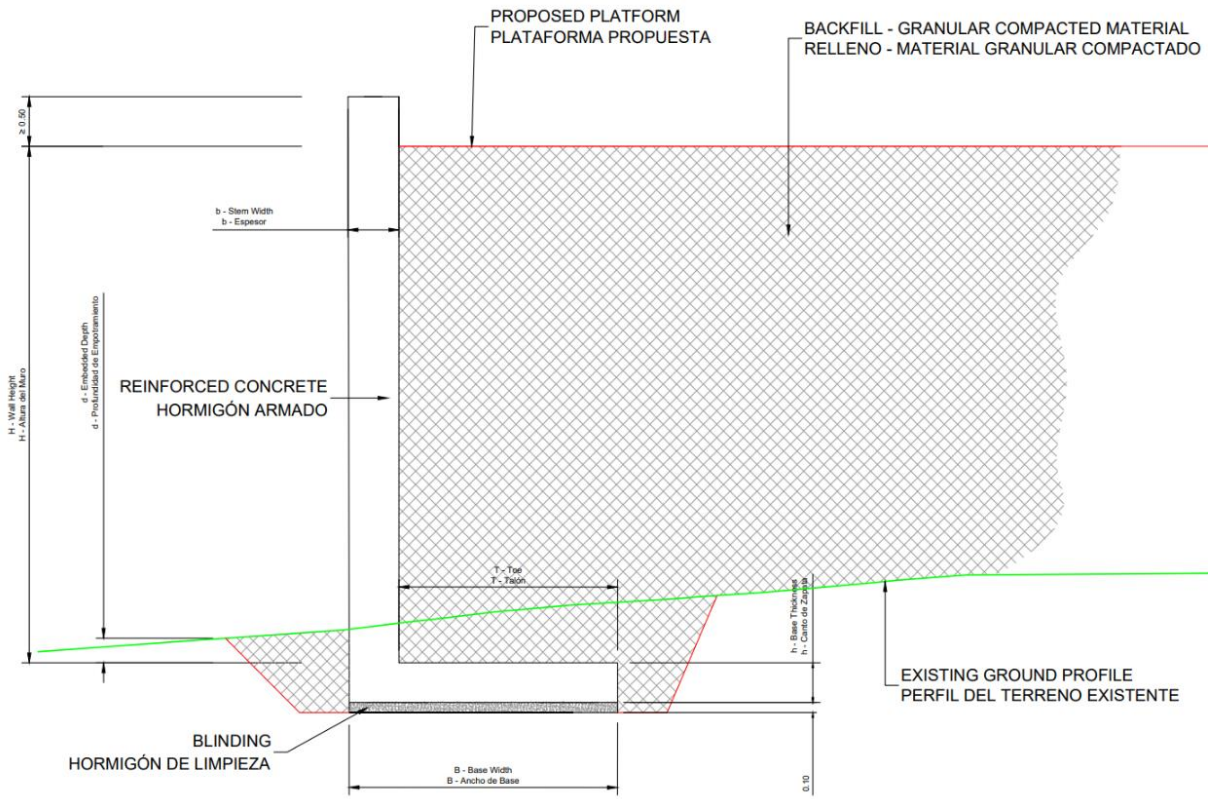 PROPOSED PLATFORM
PLATAFORMA PROPUESTA
BACKFILL - GRANULAR COMPACTED MATERIAL
RELLENO - MATERIAL GRANULAR COMPACTADO
≥ 0.50
b - Stem Width
b - Espesor
d - Embedded Depth
d - Profundidad de Empotramiento
H - Wall Height
H - Altura del Muro
REINFORCED CONCRETE
HORMIGÓN ARMADO
T - Toe
T - Talón
h - Base Thickness
h - Canto de Zapata
EXISTING GROUND PROFILE
PERFIL DEL TERRENO EXISTENTE
BLINDING
HORMIGÓN DE LIMPIEZA
B - Base Width
B - Ancho de Base
0.10